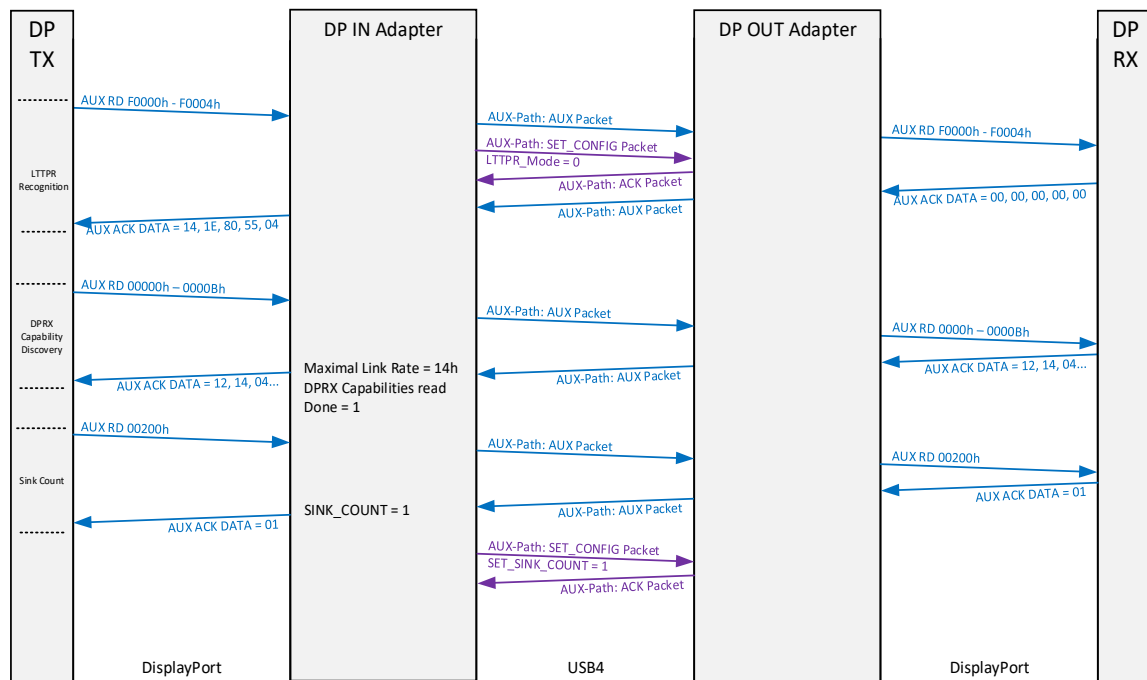 DP
TX
DP IN Adapter
DP OUT Adapter
DP
RX
AUX RD F0000h - F0004h
AUX-Path: AUX Packet
AUX RD F0000h - F0004h
AUX-Path: SET_CONFIG Packet
LTTPR_Mode = 0
LTTPR
Recognition
AUX-Path: ACK Packet
AUX ACK DATA = 00, 00, 00, 00, 00
AUX-Path: AUX Packet
AUX ACK DATA = 14, 1E, 80, 55, 04
AUX RD 00000h – 0000Bh
AUX-Path: AUX Packet
DPRX
Capability
Discovery
AUX RD 0000h – 0000Bh
Maximal Link Rate = 14h
DPRX Capabilities read
Done = 1
AUX-Path: AUX Packet
AUX ACK DATA = 12, 14, 04...
AUX ACK DATA = 12, 14, 04...
AUX RD 00200h
AUX-Path: AUX Packet
AUX RD 00200h
Sink Count
AUX ACK DATA = 01
SINK_COUNT = 1
AUX-Path: AUX Packet
AUX ACK DATA = 01
AUX-Path: SET_CONFIG Packet
SET_SINK_COUNT = 1
AUX-Path: ACK Packet
DisplayPort
USB4
DisplayPort